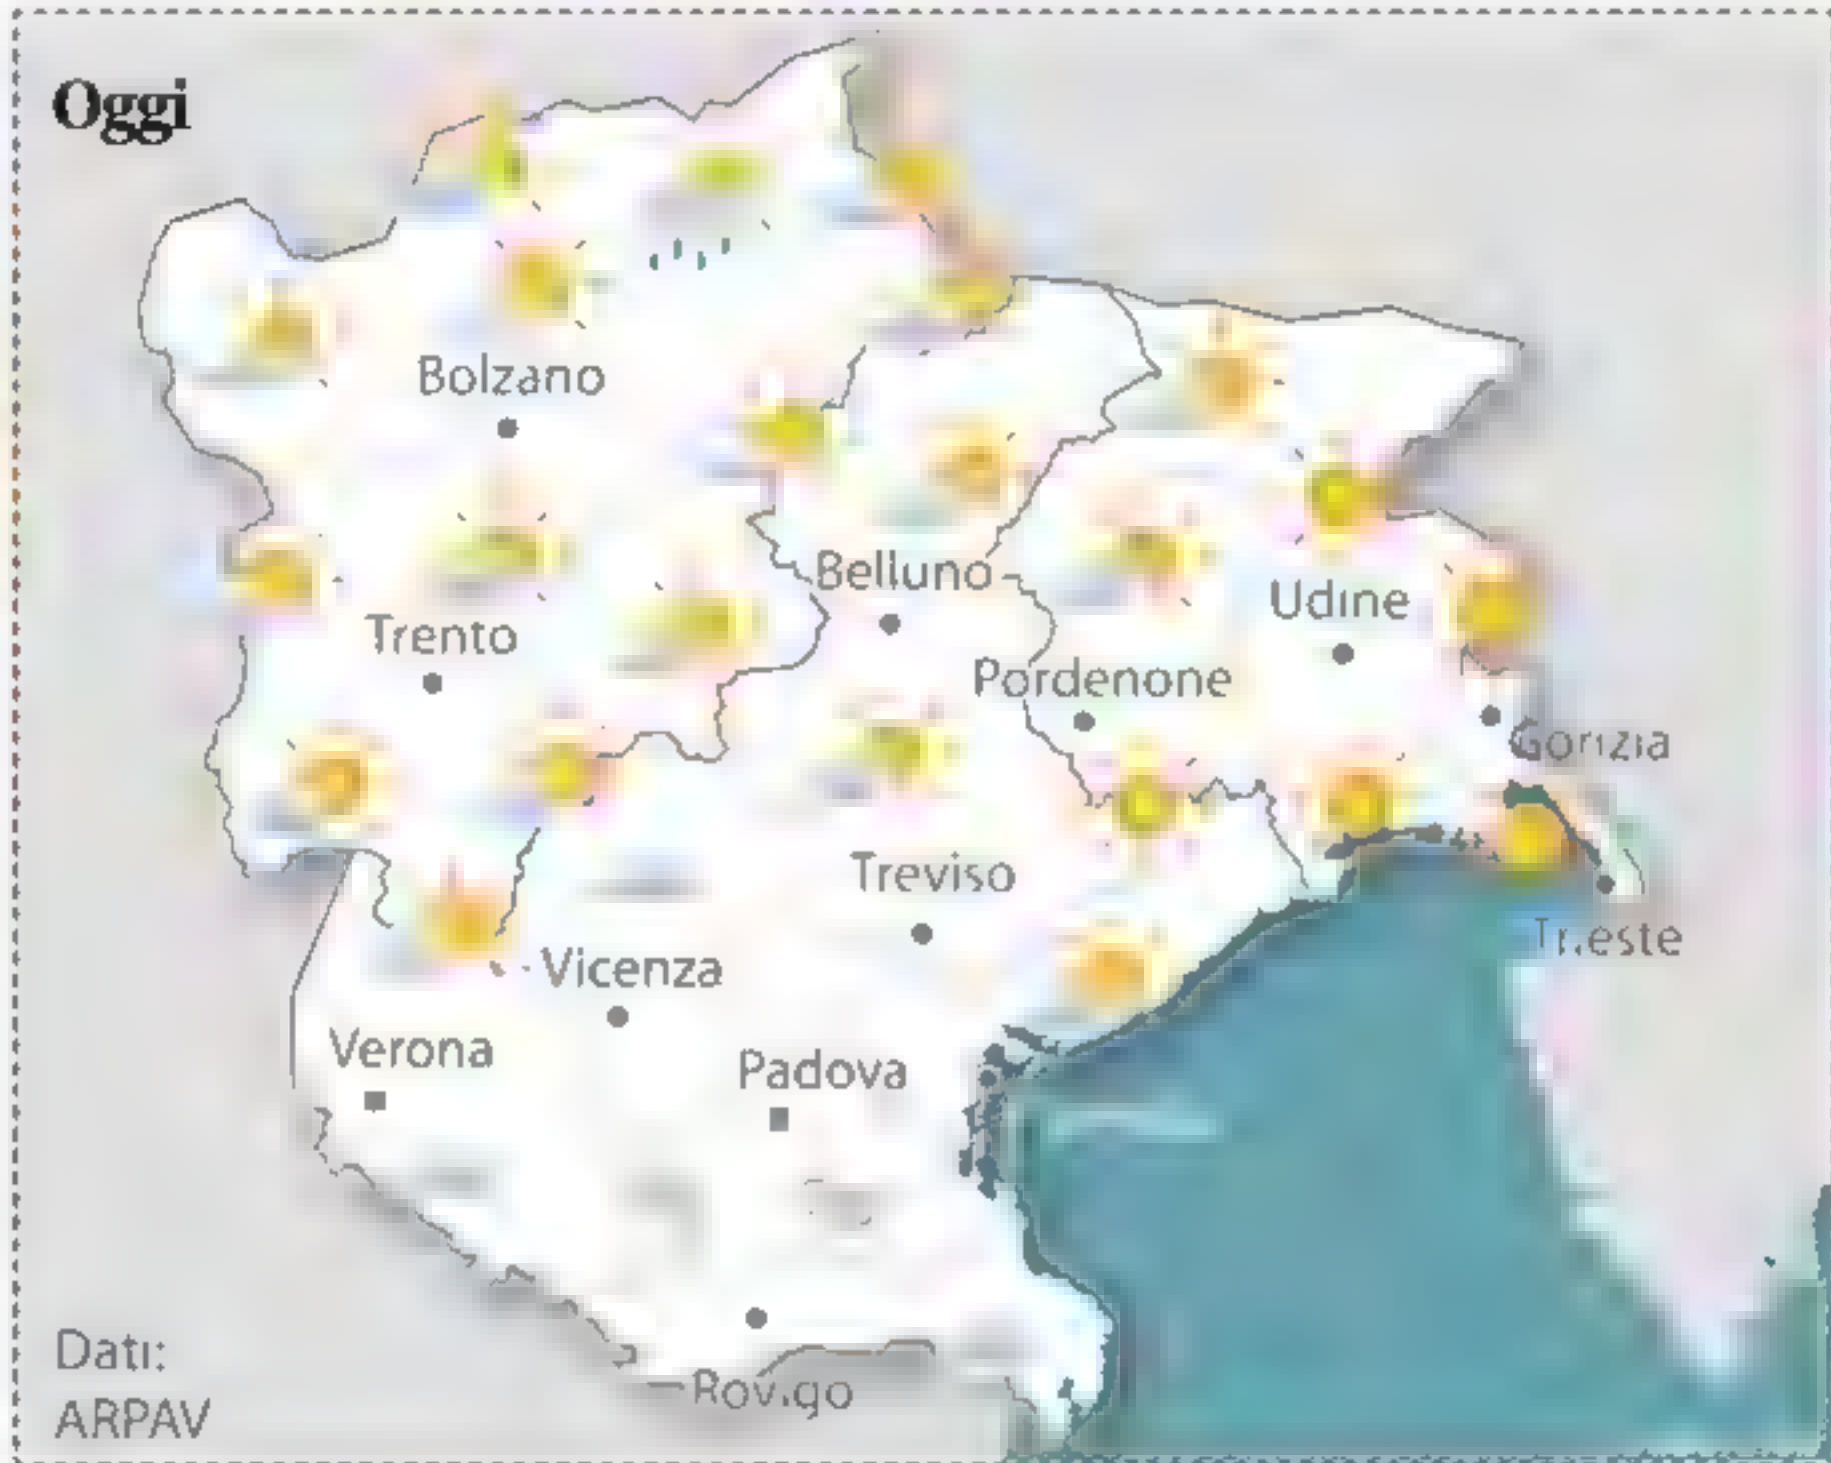 Oggi
Bolzano
Belluno
Udine
Trento
Pordenone
Gorizia
Treviso
Trieste
Vicenza
Verona
Padova
Dati:
Rovigo
ARPAV